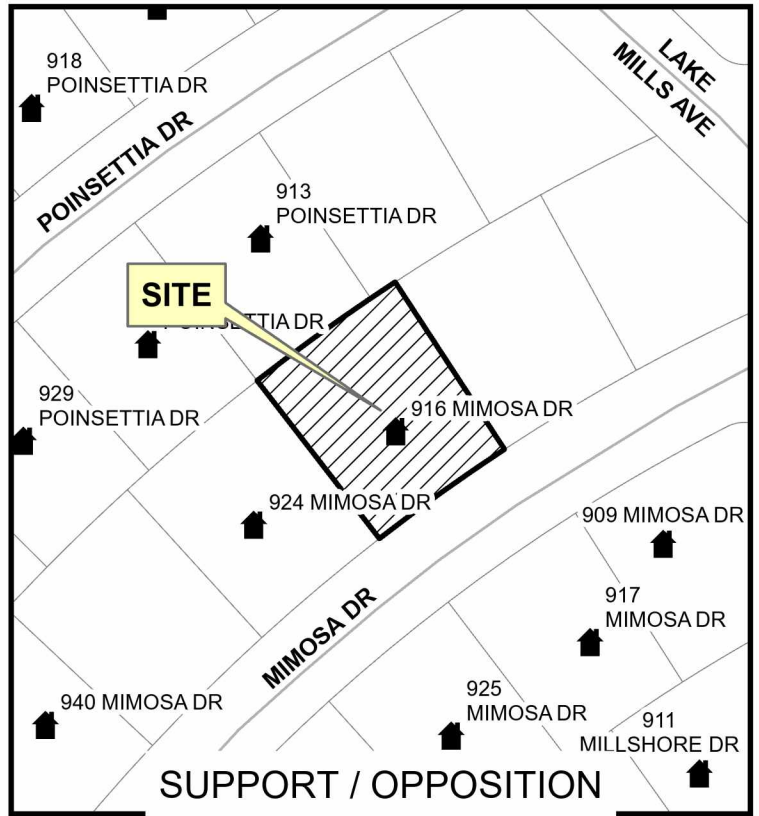 918
POINSETTIA DR
LAKE
MILLS AVE
POINSETTIA DR
913
POINSETTIA DR
SITE
POINSETTIA DR
916 MIMOSA DR
929
POINSETTIA DR
924 MIMOSA DR
909 MIMOSA DR
917
MIMOSA DR
MIMOSA DR
940 MIMOSA DR
925
MIMOSA DR
911
MILLSHORE DR
SUPPORT / OPPOSITION